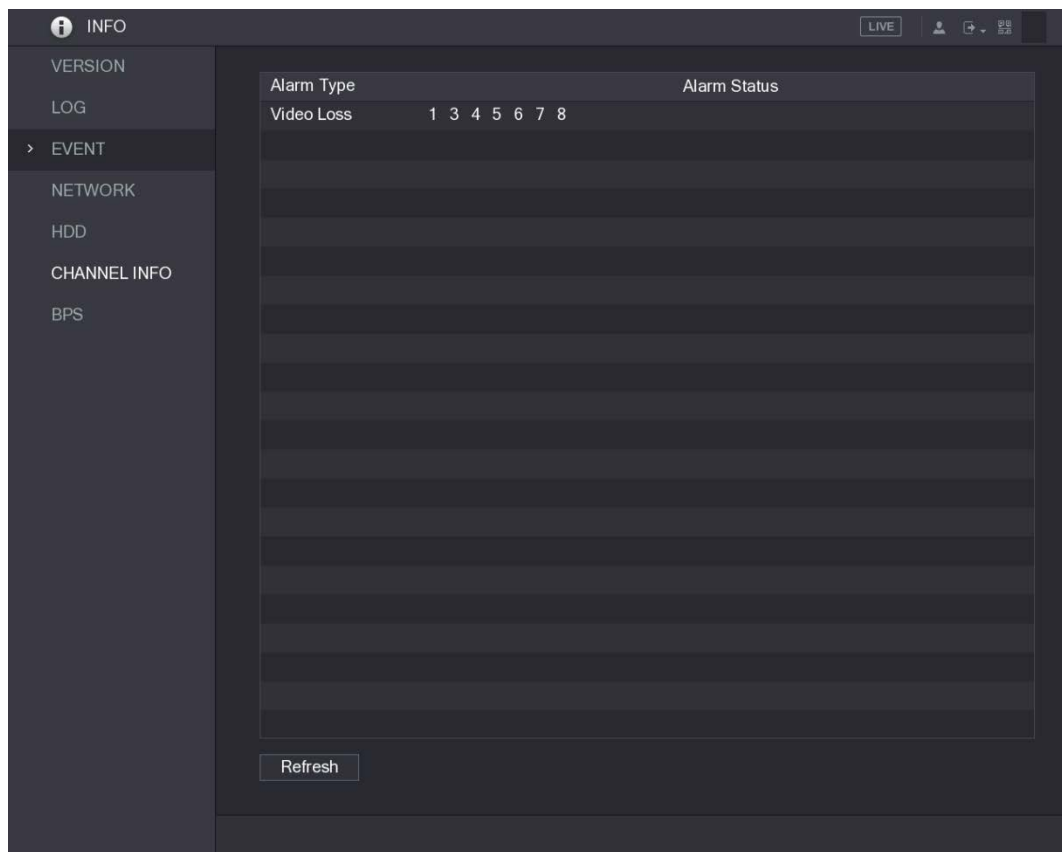 INFO
LIVE
VERSION
LOG
EVENT
NETWORK
HDD
CHANNEL INFO
BPS
Alarm Type Alarm Status
Video Loss 1 3 4 5 6 7 8
Refresh